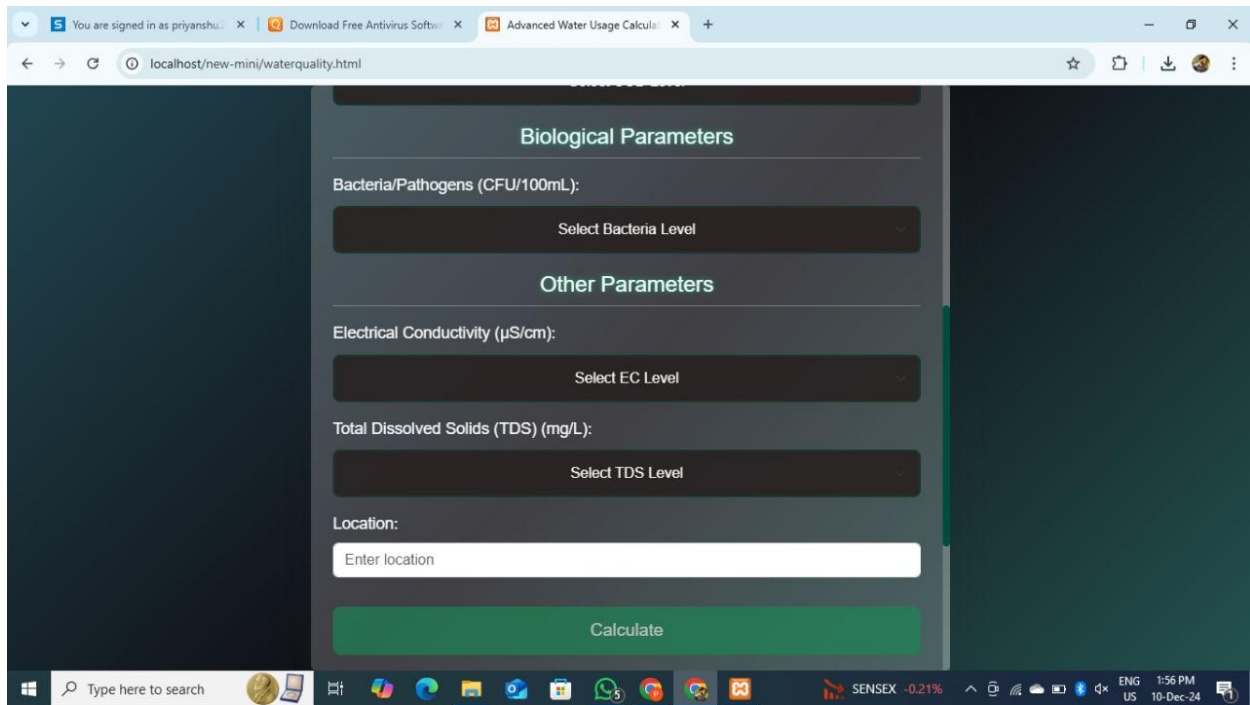 You are signed in as priyanshu.
Download Free Antivirus Softw
Advanced Water Usage Calculat
localhost/new-mini/waterquality.html
Biological Parameters
Bacteria/Pathogens (CFU/100mL):
Select Bacteria Level
Other Parameters
Electrical Conductivity (µS/cm):
Select EC Level
Total Dissolved Solids (TDS) (mg/L):
Select TDS Level
Location:
Enter location
Calculate
Type here to search
SENSEX -0.21%
ENG 1:56 PM
US 10-Dec-24